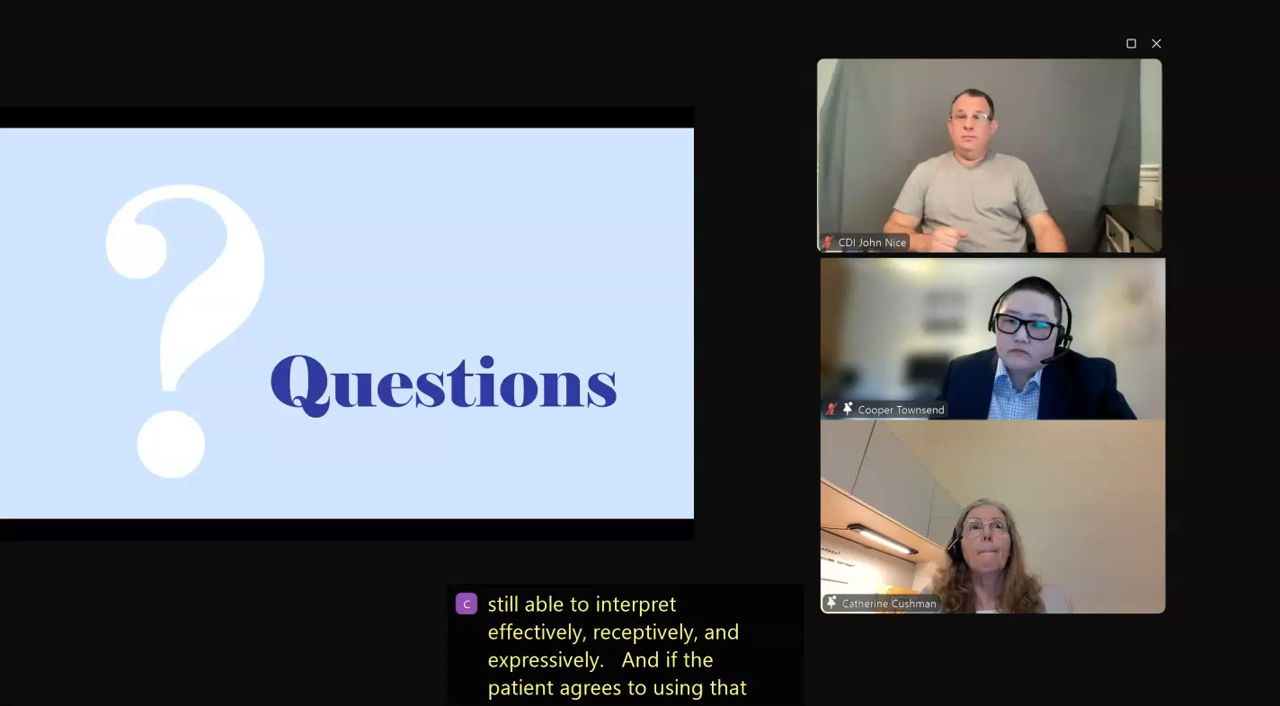 Questions
CDI John Nice
Cooper Townsend
Catherine Cushman
C
still able to interpret
effectively, receptively, and
expressively. And if the
patient agrees to using that